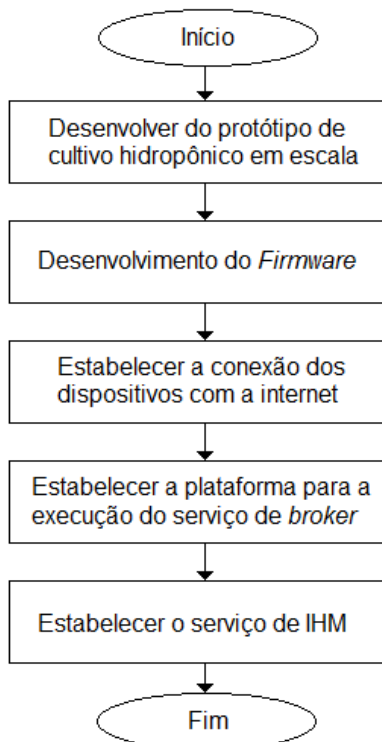 Início
Desenvolver do protótipo de
cultivo hidropônico em escala
Desenvolvimento do Firmware
Estabelecer a conexão dos
dispositivos com a internet
Estabelecer a plataforma para a
execução do serviço de broker
Estabelecer o serviço de IHM
Fim